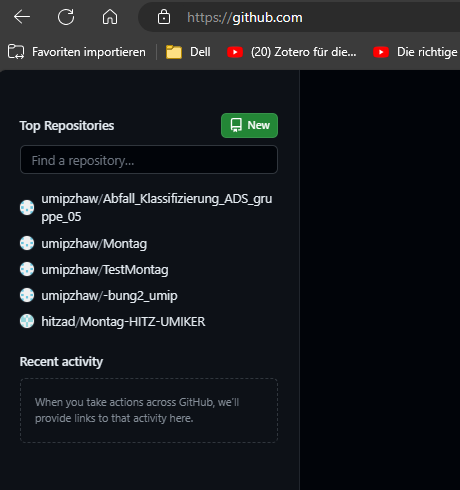 https://github.com
Favoriten importieren
Dell
(20) Zotero für die...
Die richtige
Top Repositories
New
Find a repository...
umipzhaw/Abfall_Klassifizierung_ADS_gru
ppe_05
umipzhaw/Montag
umipzhaw/TestMontag
umipzhaw/-bung2_umip
hitzad/Montag-HITZ-UMIKER
Recent activity
When you take actions across GitHub, we'll
provide links to that activity here.